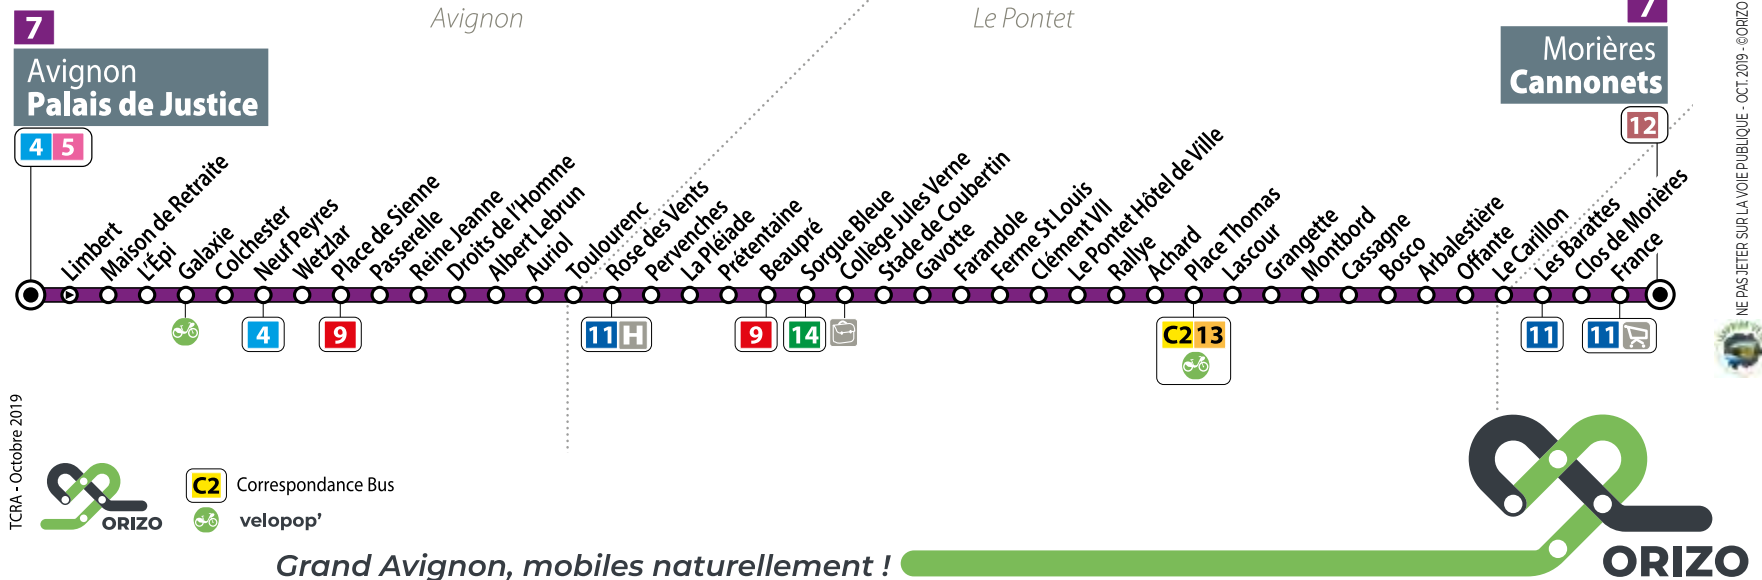 Avignon
Le Pontet
7
Avignon
Palais de Justice
4 5
7
Morières
Cannonets
12
Limbert
Maison de Retraite
L'Épi
Galaxie
Colchester
Neuf Peyres
Wetzlar
Place de Sienne
Passerelle
Reine Jeanne
Droits de l'Homme
Albert Lebrun
Auriol
Toulourenc
Rose des Vents
Pervenches
La Pléiade
Prétentaine
Beaupré
Sorgue Bleue
Collège Jules Verne
Stade de Coubertin
Gavotte
Farandole
Ferme St Louis
Clément VII
Le Pontet Hôtel de Ville
Rallye
Achard
Place Thomas
Lascour
Grangette
Montbord
Cassagne
Bosco
Arbalestière
Offante
Le Carillon
Les Barattes
Clos de Morières
France
4
9
11 H
9
14
C2 13
11
11
NE PAS JETER SUR LA VOIE PUBLIQUE - OCT. 2019 - ©ORIZO
TCRA - Octobre 2019
ORIZO
C2 Correspondance Bus
velopop'
Grand Avignon, mobiles naturellement !
ORIZO